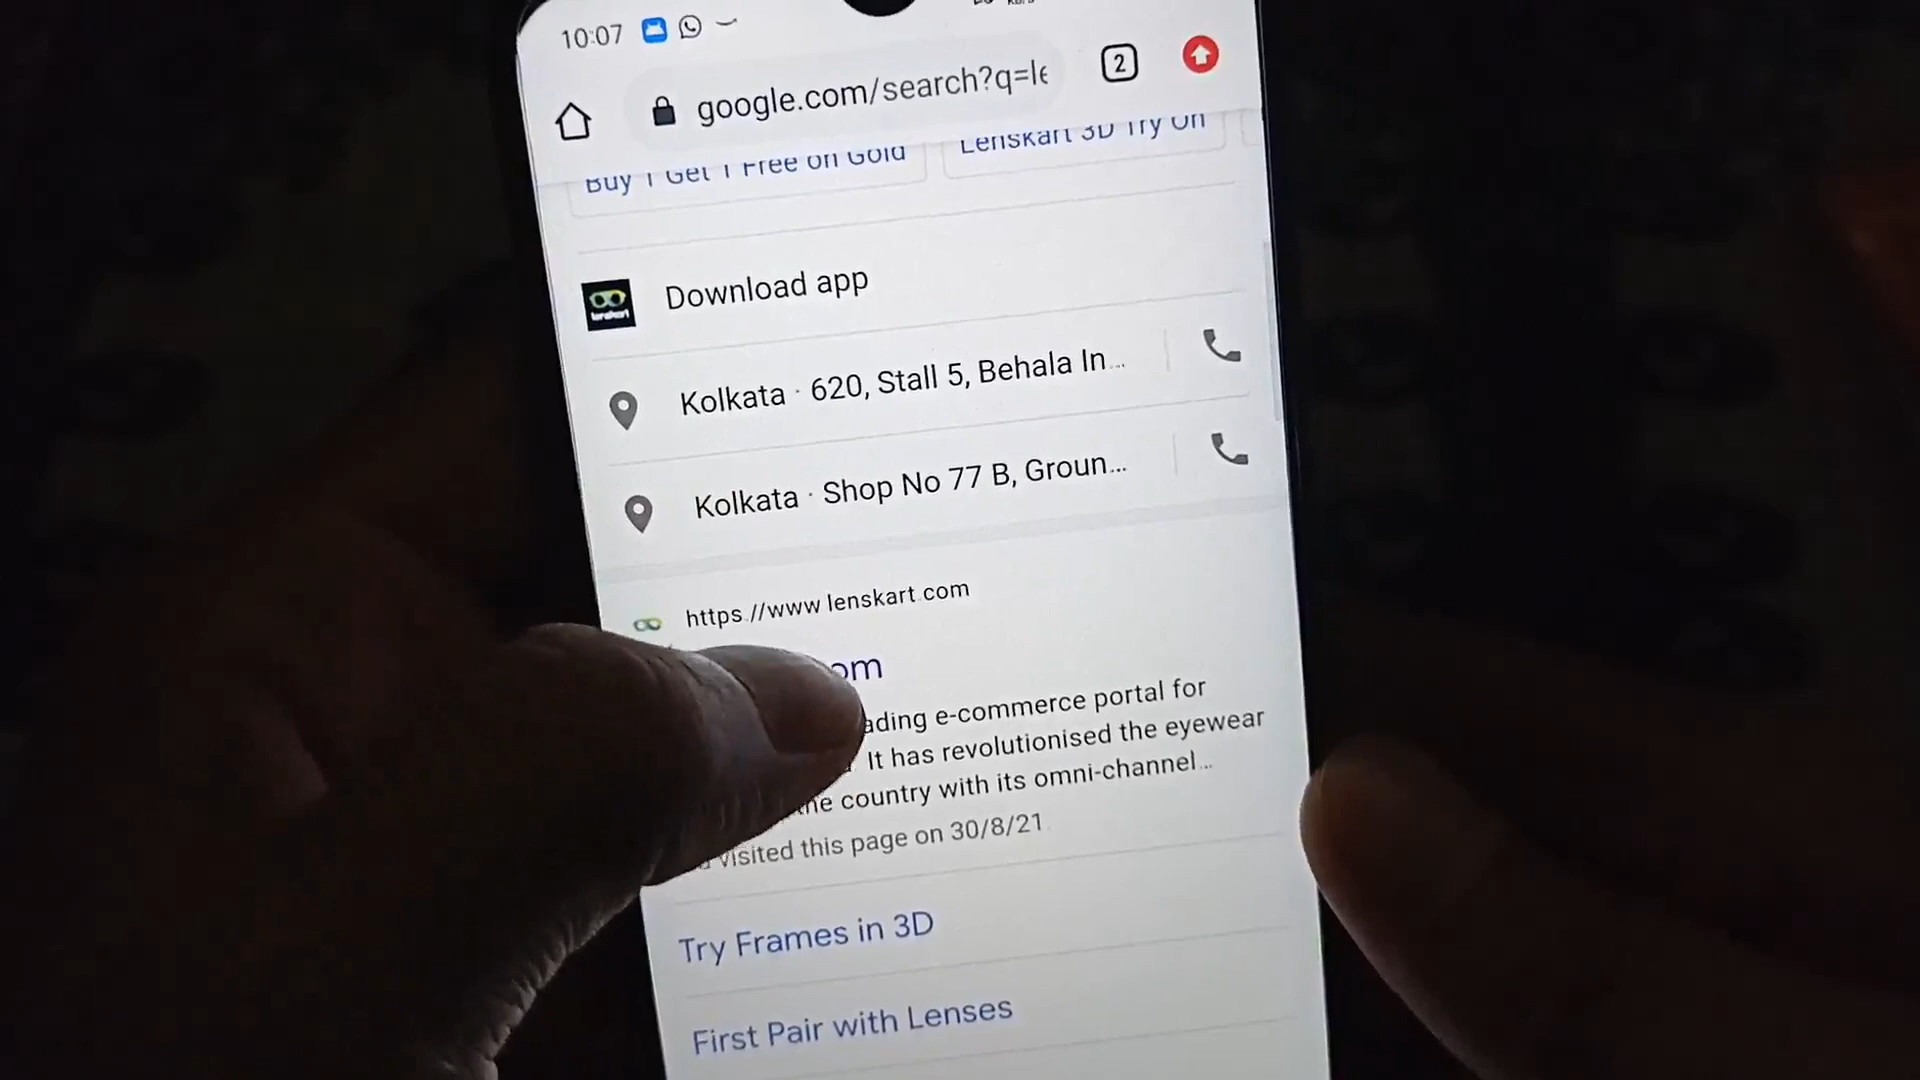 10:07
google.com/search?q=le
2
Buy 1 Get 1 Free on Gold
Lenskart 3D Try On
lenskart
Download app
Kolkata · 620, Stall 5, Behala In...
Kolkata · Shop No 77 B, Groun...
https://www.lenskart.com
om
ading e-commerce portal for
It has revolutionised the eyewear
he country with its omni-channel...
visited this page on 30/8/21.
Try Frames in 3D
First Pair with Lenses